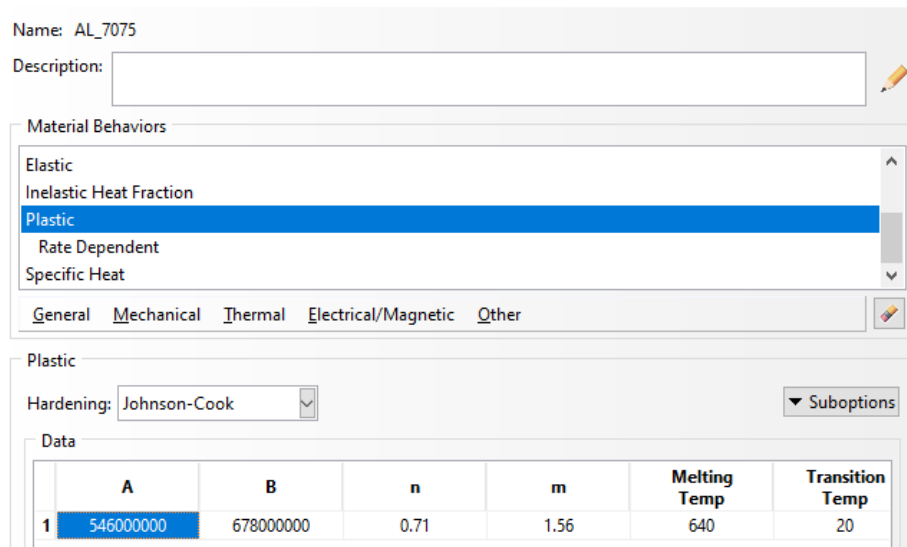 Name: AL_7075
Description:
Material Behaviors
Elastic
Inelastic Heat Fraction
Plastic
Rate Dependent
Specific Heat
General Mechanical Thermal Electrical/Magnetic Other
Plastic
Hardening: Johnson-Cook Suboptions
Data
A B n m Melting Temp Transition Temp
1 546000000 678000000 0.71 1.56 640 20